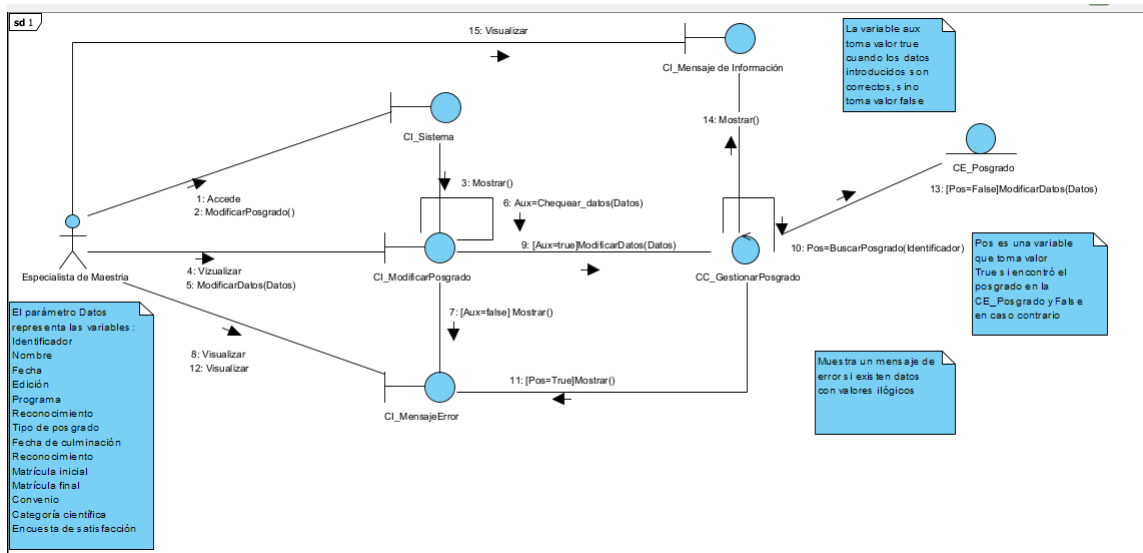 sd 1
15: Visualizar
CI_Mensaje de Información
La variable aux
toma valor true
cuando los datos
introducidos son
correctos, sino
toma valor false
CI_Sistema
14: Mostrar()
CE_Posgrado
13: [Pos=False]ModificarDatos(Datos)
1: Accede
2: ModificarPosgrado()
3: Mostrar()
6: Aux=Chequear_datos(Datos)
9: [Aux=true]ModificarDatos(Datos)
10: Pos=BuscarPosgrado(Identificador)
Especialista de Maestria
4: Vizualizar
5: ModificarDatos(Datos)
CI_ModificarPosgrado
CC_GestionarPosgrado
Pos es una variable
que toma valor
True si encontró el
posgrado en la
CE_Posgrado y False
en caso contrario
El parámetro Datos
representa las variables :
Identificador
Nombre
Fecha
Edición
Programa
Reconocimiento
Tipo de posgrado
Fecha de culminación
Reconocimiento
Matrícula inicial
Matrícula final
Convenio
Categoría científica
Encuesta de satisfacción
7: [Aux=false] Mostrar()
8: Visualizar
12: Visualizar
11: [Pos=True]Mostrar()
CI_MensajeError
Muestra un mensaje de
error si existen datos
con valores ilógicos